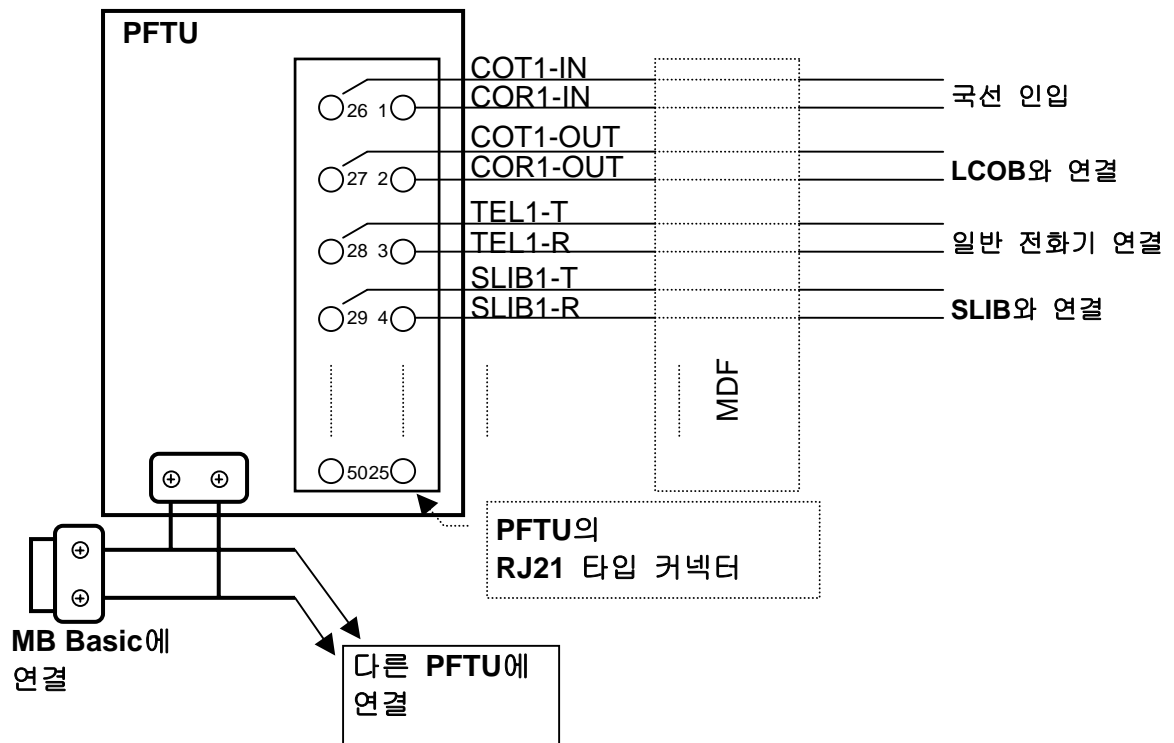 PFTU
COT1-IN
26 1
COR1-IN
국선 인입
COT1-OUT
27 2
COR1-OUT
LCOB와 연결
TEL1-T
28 3
TEL1-R
일반 전화기 연결
SLIB1-T
29 4
SLIB1-R
SLIB와 연결
MDF
50 25
PFTU의
RJ21 타입 커넥터
MB Basic에
연결
다른 PFTU에
연결